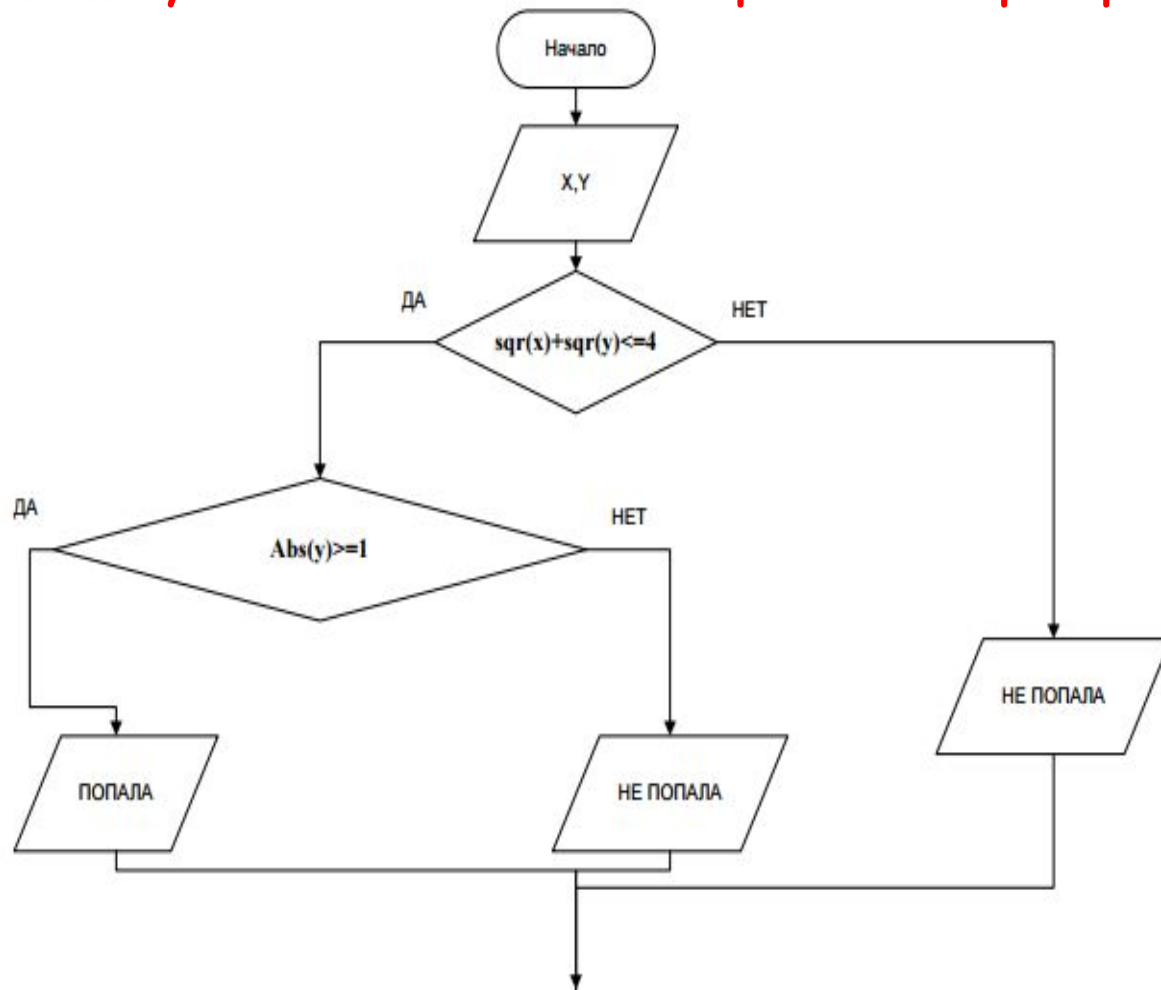 Начало
X,Y
ДА
НЕТ
sqr(x)+sqr(y)<=4
ДА
НЕТ
Abs(y)>=1
НЕ ПОПАЛА
ПОПАЛА
НЕ ПОПАЛА